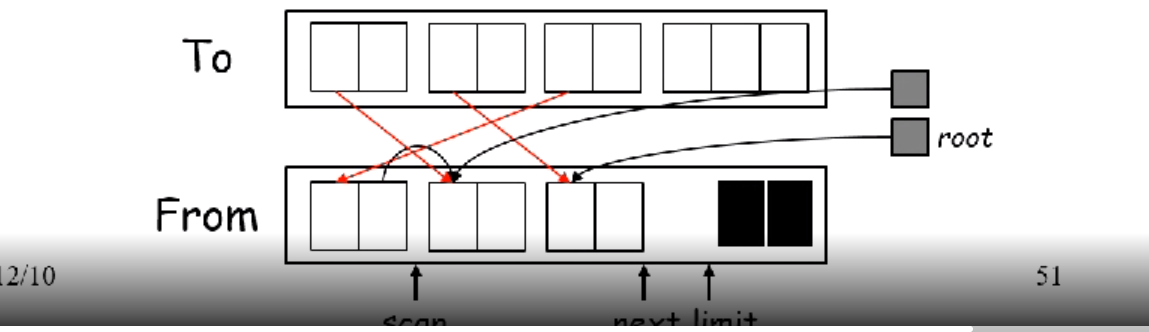 To
root
From
12/10
51
scan
next limit